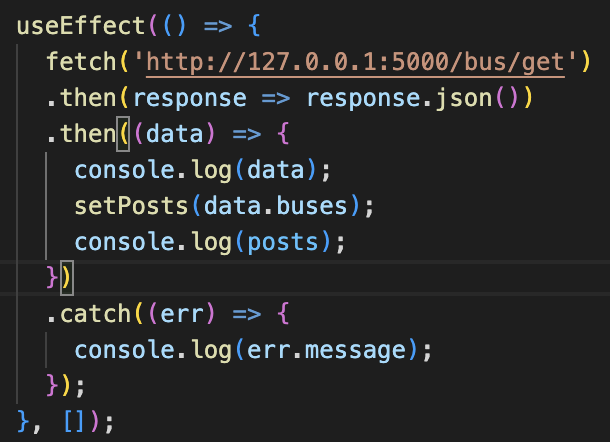 useEffect(() => {
  fetch('http://127.0.0.1:5000/bus/get')
  .then(response => response.json())
  .then((data) => {
    console.log(data);
    setPosts(data.buses);
    console.log(posts);
  })
  .catch((err) => {
    console.log(err.message);
  });
}, []);